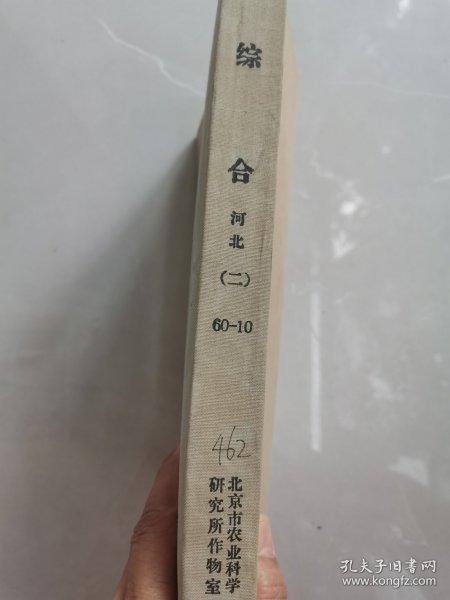 综合
河北
（二）
60-10
462
北京市农业科学
研究所作物室
孔夫子旧书网
www.kongfz.com